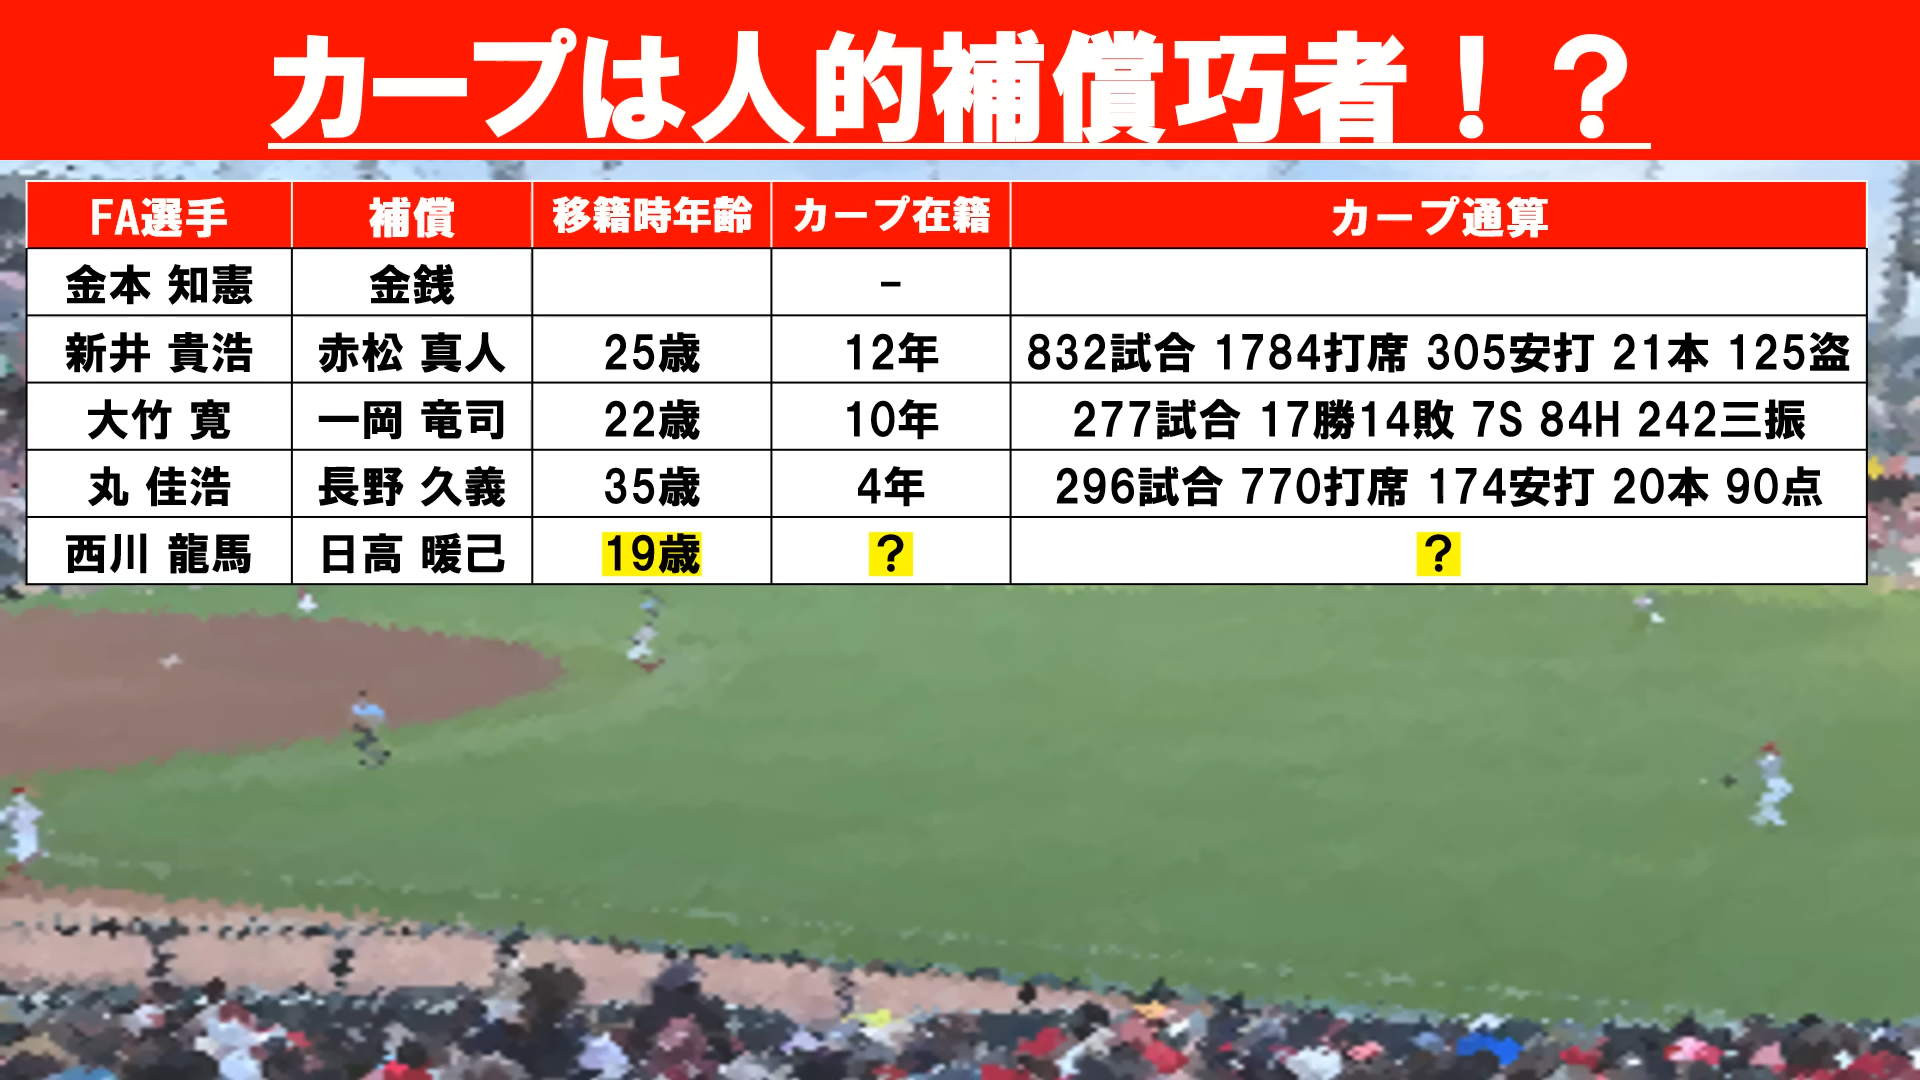 カープは人的補償巧者！？
FA選手 補償 移籍時年齢 カープ在籍 カープ通算
金本 知憲 金銭 -
新井 貴浩 赤松 真人 25歳 12年 832試合 1784打席 305安打 21本 125盗
大竹 寛 一岡 竜司 22歳 10年 277試合 17勝14敗 7S 84H 242三振
丸 佳浩 長野 久義 35歳 4年 296試合 770打席 174安打 20本 90点
西川 龍馬 日高 暖己 19歳 ? ?